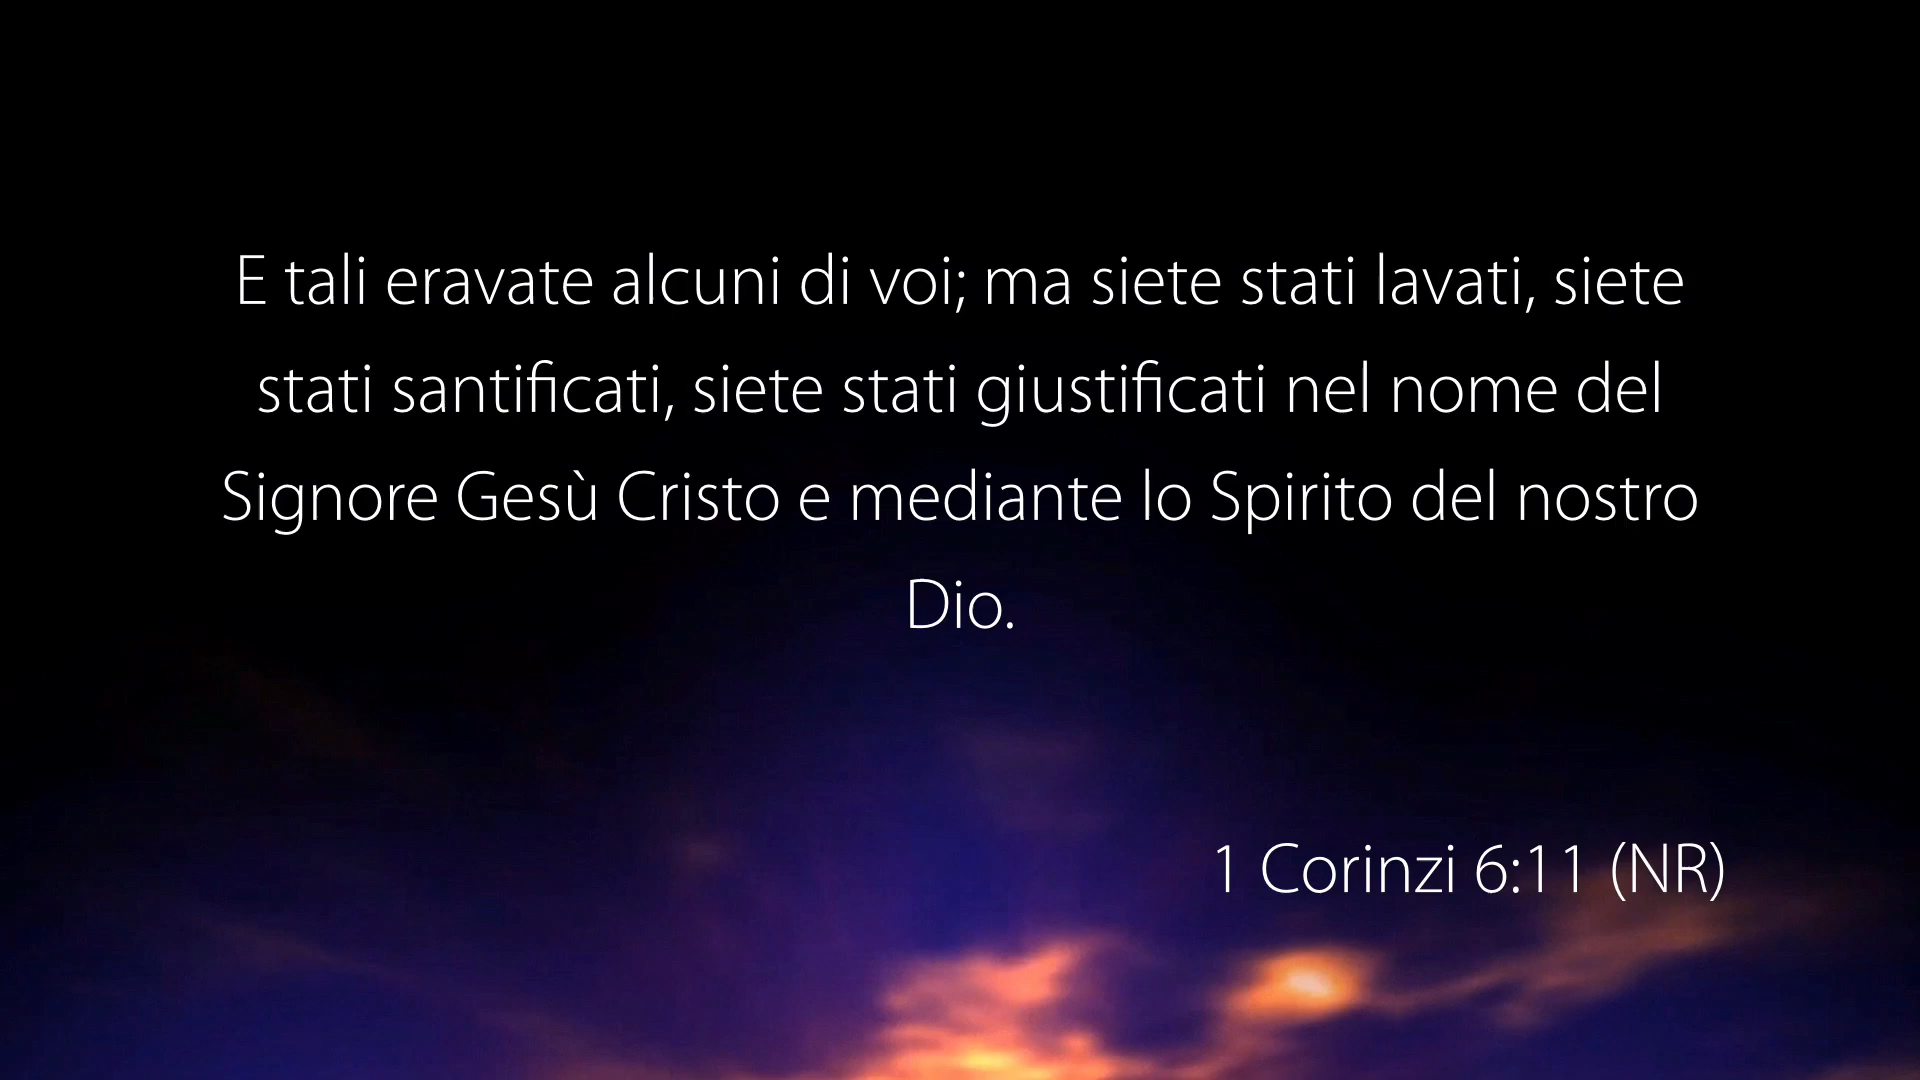 E tali eravate alcuni di voi; ma siete stati lavati, siete
stati santificati, siete stati giustificati nel nome del
Signore Gesù Cristo e mediante lo Spirito del nostro
Dio.
1 Corinzi 6:11 (NR)